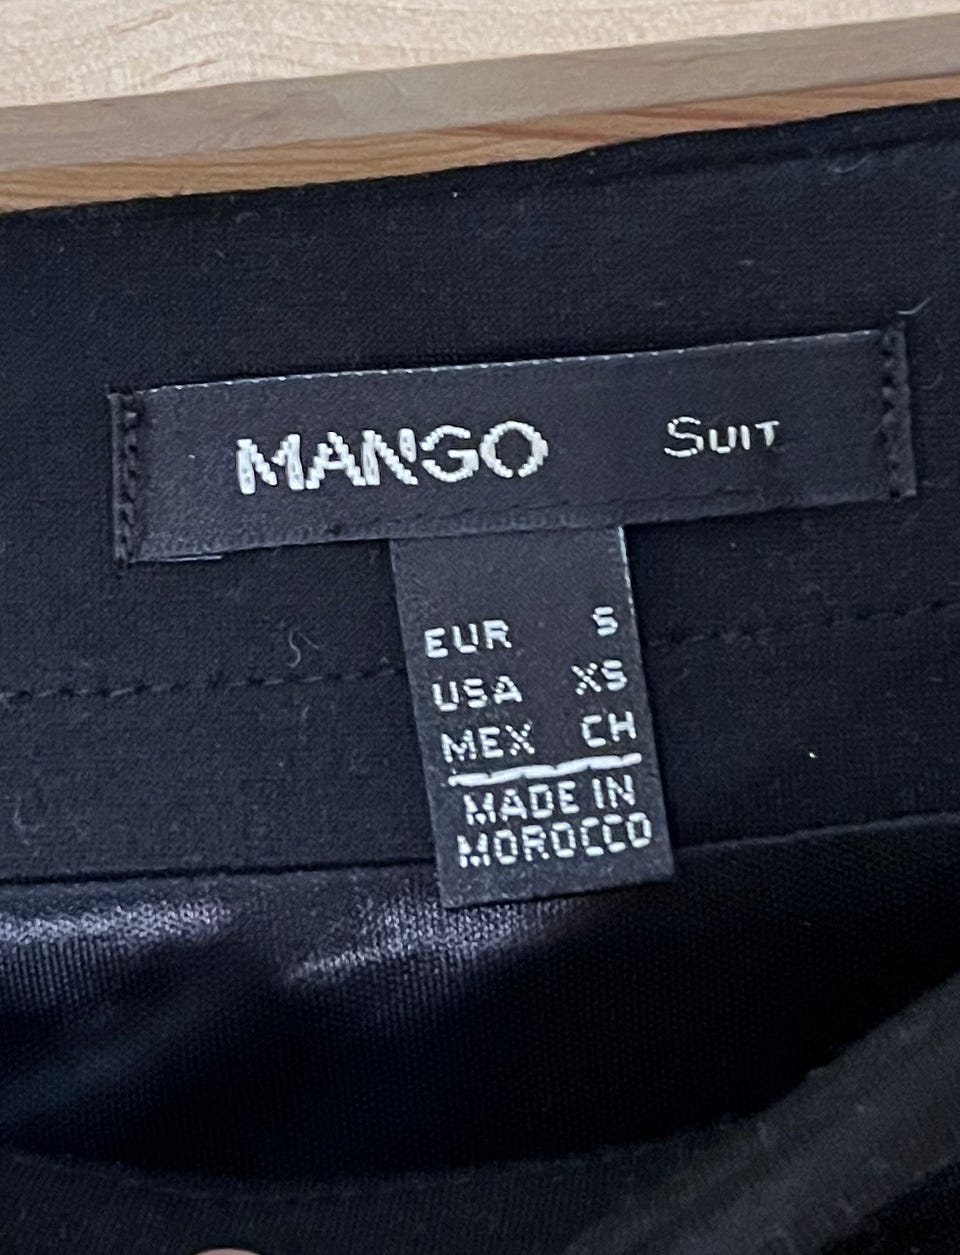 MANGO Suit
EUR S
USA XS
MEX CH
MADE IN
MOROCCO